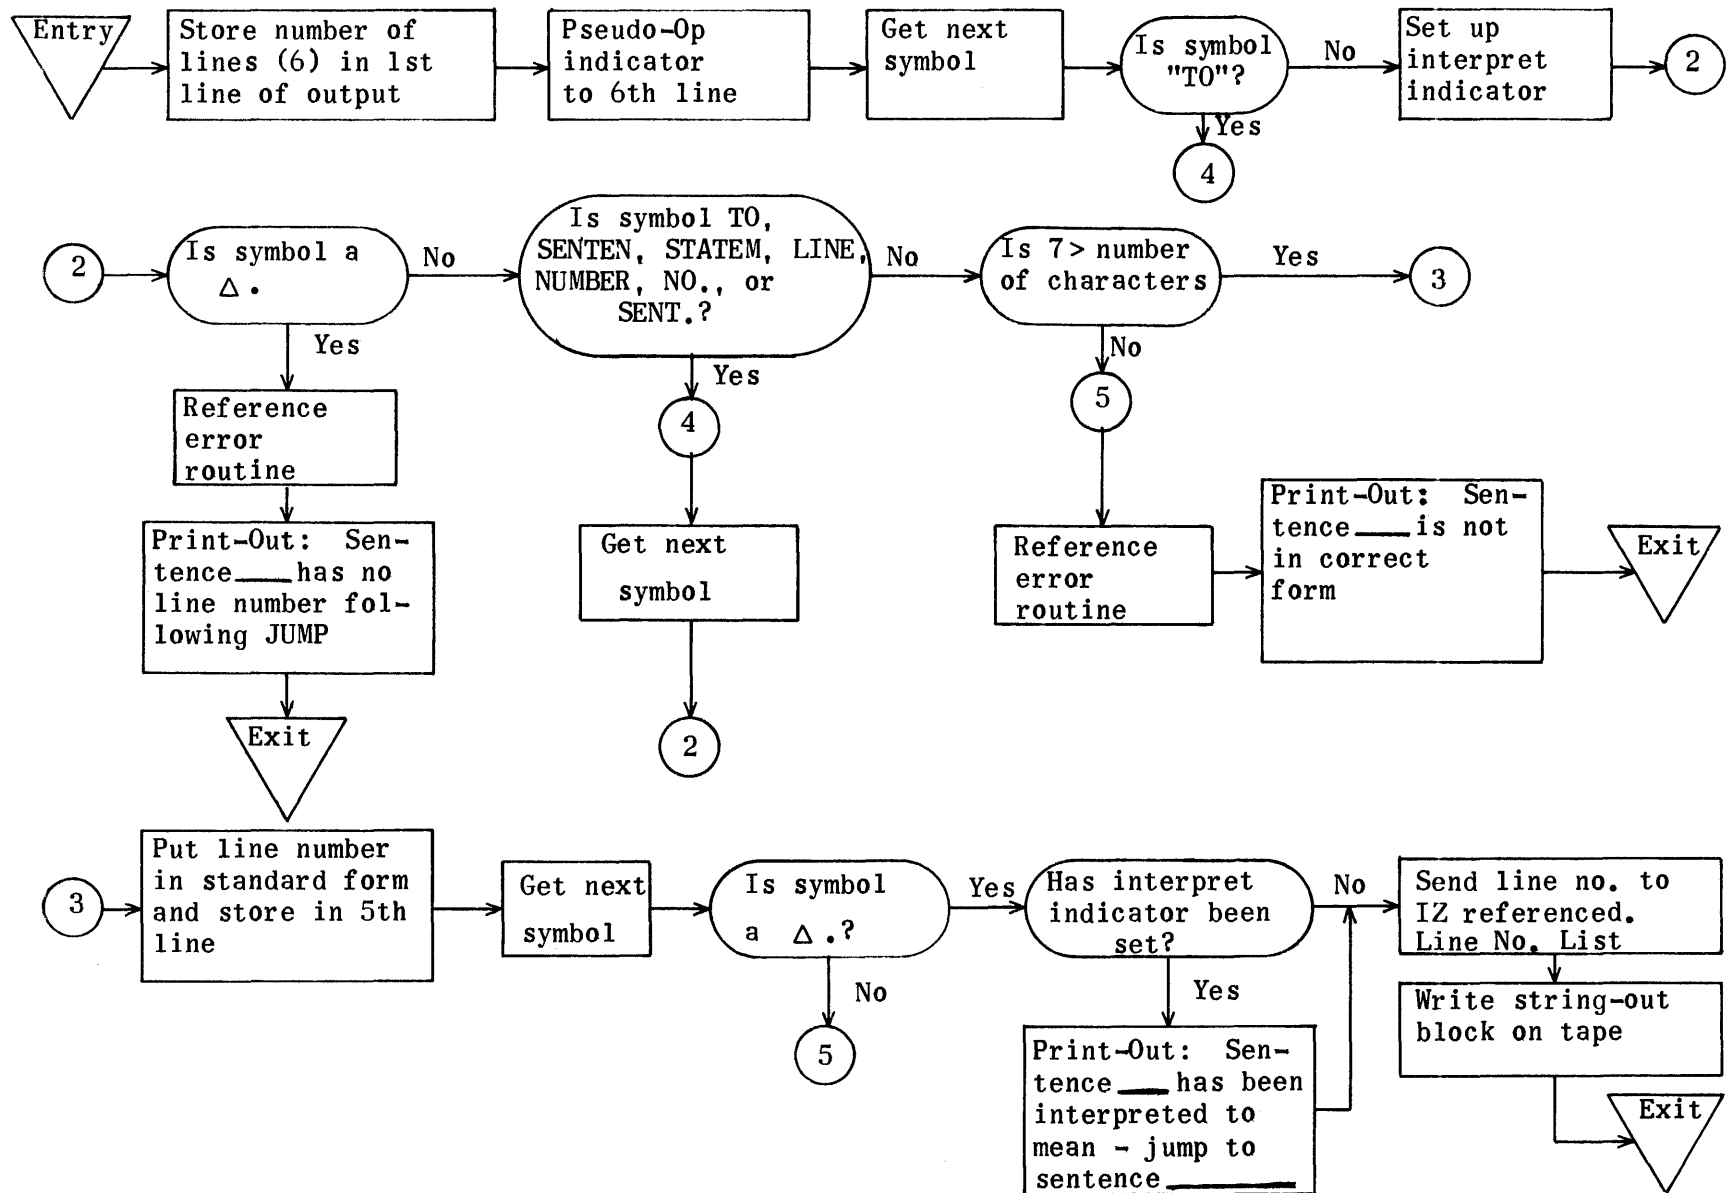 Entry
Store number of
lines (6) in 1st
line of output
Pseudo-Op
indicator
to 6th line
Get next
symbol
Is symbol
"TO"?
No
Set up
interpret
indicator
2
Yes
4
2
Is symbol a
Δ.
No
Is symbol TO,
SENTEN, STATEM, LINE,
NUMBER, NO., or
SENT.?
No
Is 7> number
of characters
Yes
3
Yes
Reference
error
routine
Print-Out: Sen-
tence____has no
line number fol-
lowing JUMP
Exit
Yes
4
Get next
symbol
2
No
5
Reference
error
routine
Print-Out: Sen-
tence____is not
in correct
form
Exit
3
Put line number
in standard form
and store in 5th
line
Get next
symbol
Is symbol
a Δ.?
Yes
Has interpret
indicator been
set?
No
Send line no. to
IZ referenced.
Line No. List
No
5
Yes
Print-Out: Sen-
tence____has been
interpreted to
mean - jump to
sentence________
Write string-out
block on tape
Exit